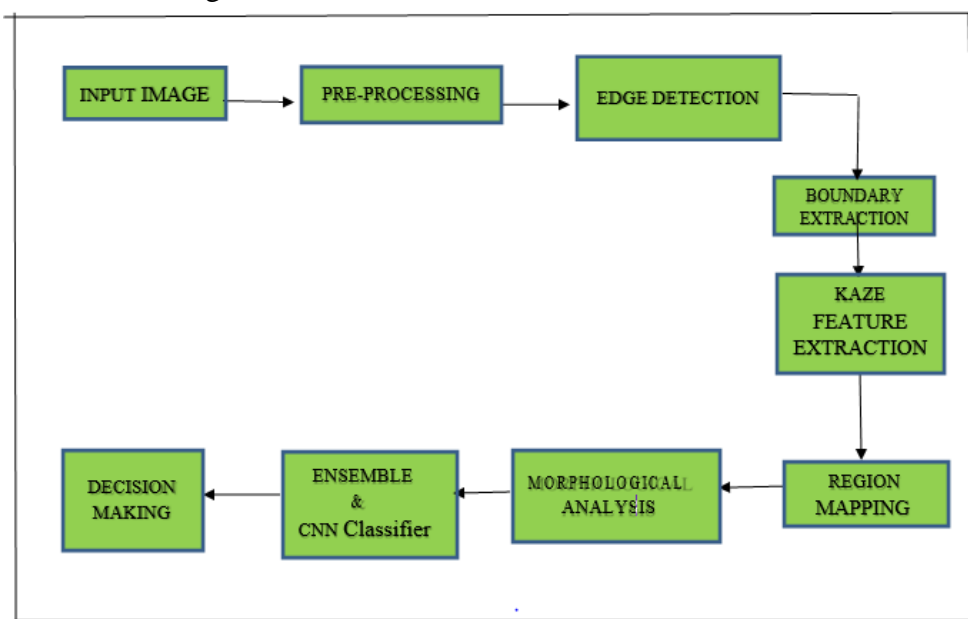 INPUT IMAGE
PRE-PROCESSING
EDGE DETECTION
BOUNDARY
EXTRACTION
KAZE
FEATURE
EXTRACTION
REGION
MAPPING
MORPHOLOGICAL
ANALYSIS
ENSEMBLE
&
CNN Classifier
DECISION
MAKING